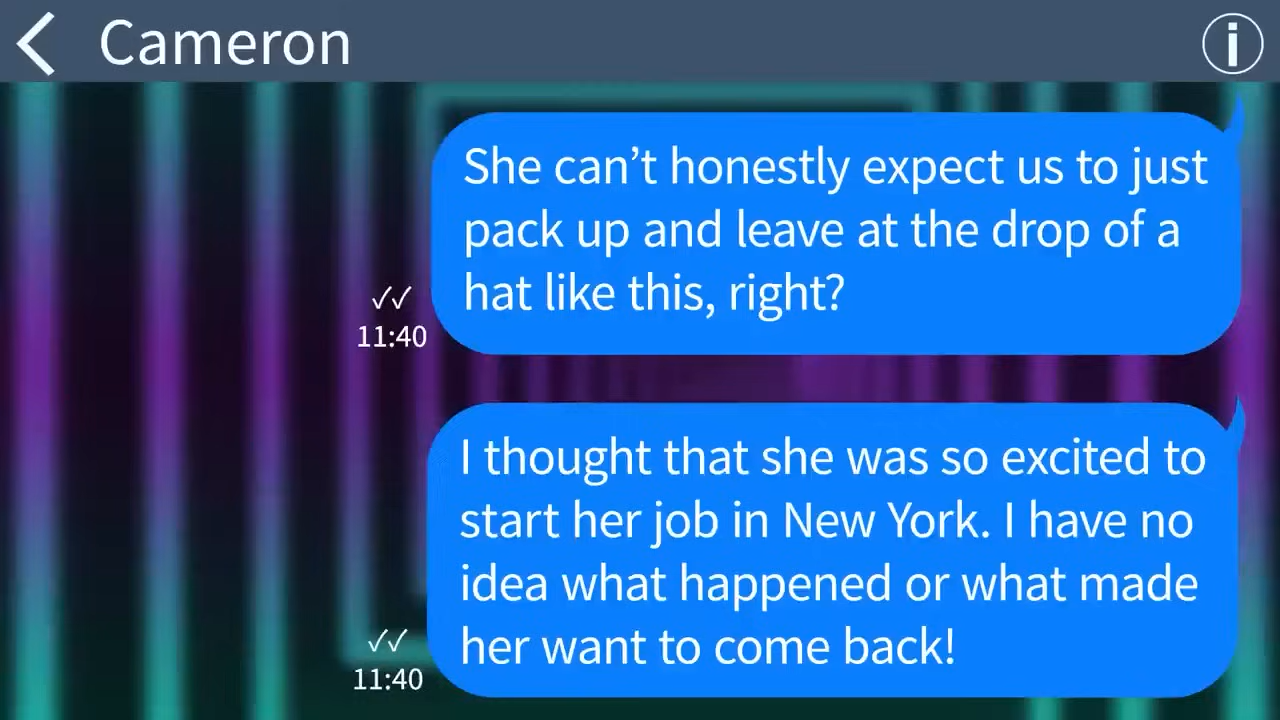 Cameron
She can’t honestly expect us to just
pack up and leave at the drop of a
hat like this, right?
11:40
I thought that she was so excited to
start her job in New York. I have no
idea what happened or what made
her want to come back!
11:40